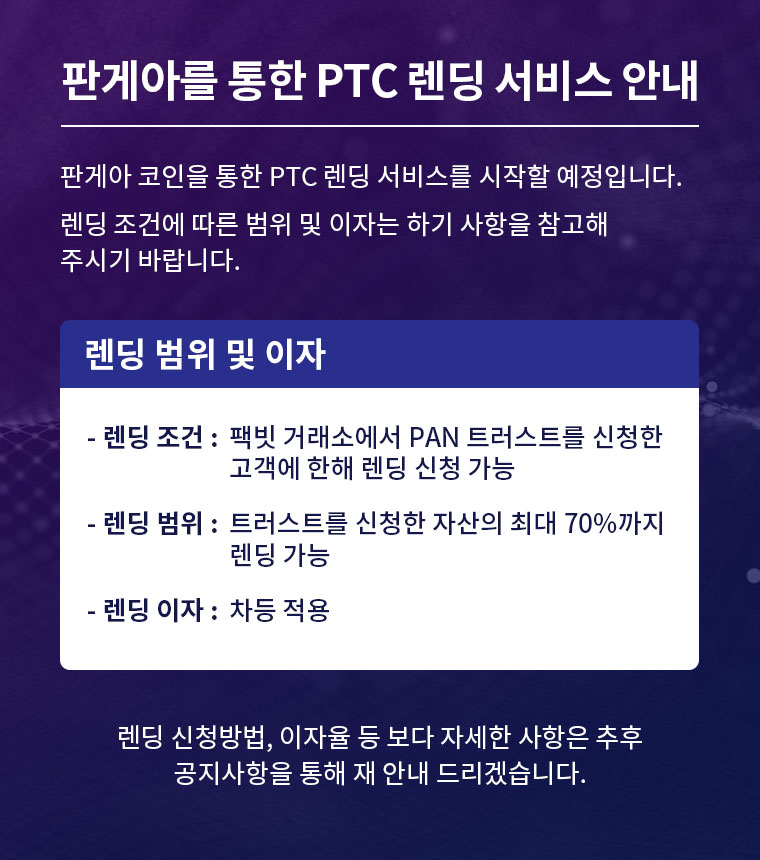 판게아를 통한 PTC 렌딩 서비스 안내
판게아 코인을 통한 PTC 렌딩 서비스를 시작할 예정입니다.
렌딩 조건에 따른 범위 및 이자는 하기 사항을 참고해
주시기 바랍니다.
렌딩 범위 및 이자
- 렌딩 조건 : 팩빗 거래소에서 PAN 트러스트를 신청한
고객에 한해 렌딩 신청 가능
- 렌딩 범위 : 트러스트를 신청한 자산의 최대 70%까지
렌딩 가능
- 렌딩 이자 : 차등 적용
렌딩 신청방법, 이자율 등 보다 자세한 사항은 추후
공지사항을 통해 재 안내 드리겠습니다.